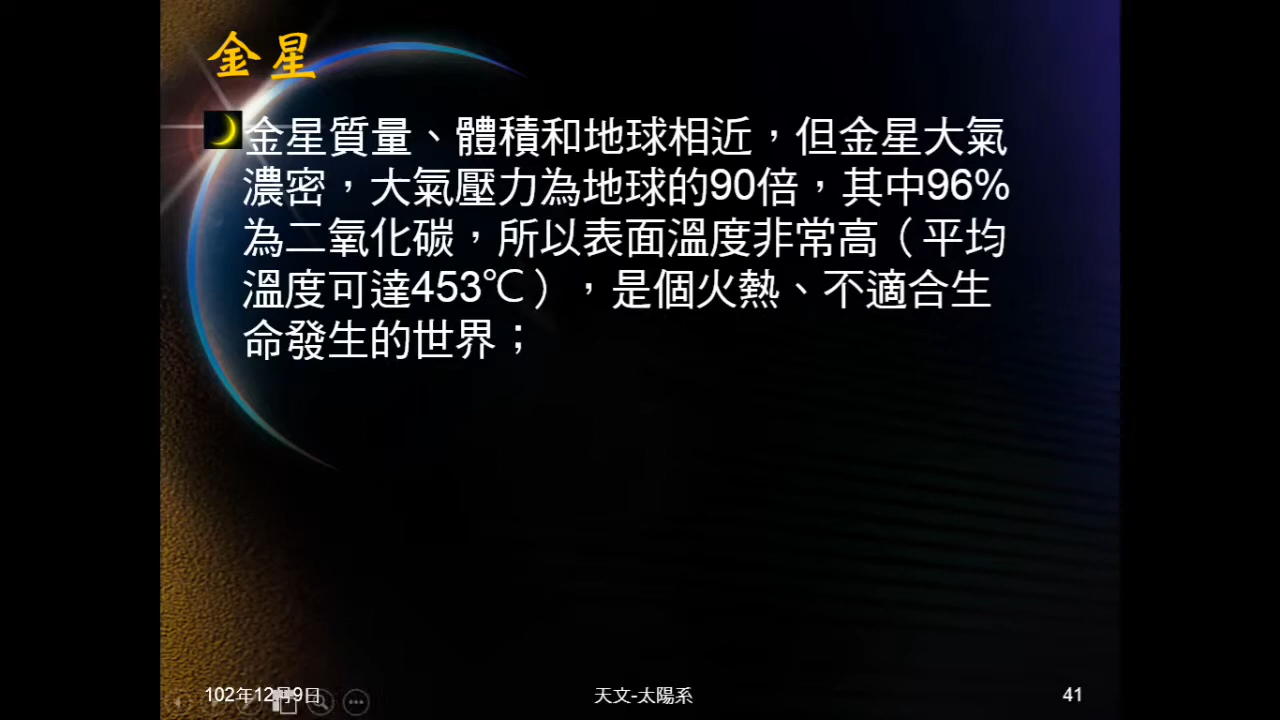 金星
金星質量、體積和地球相近，但金星大氣
濃密，大氣壓力為地球的90倍，其中96%
為二氧化碳，所以表面溫度非常高（平均
溫度可達453℃），是個火熱、不適合生
命發生的世界；
102年12月9日
天文-太陽系
41